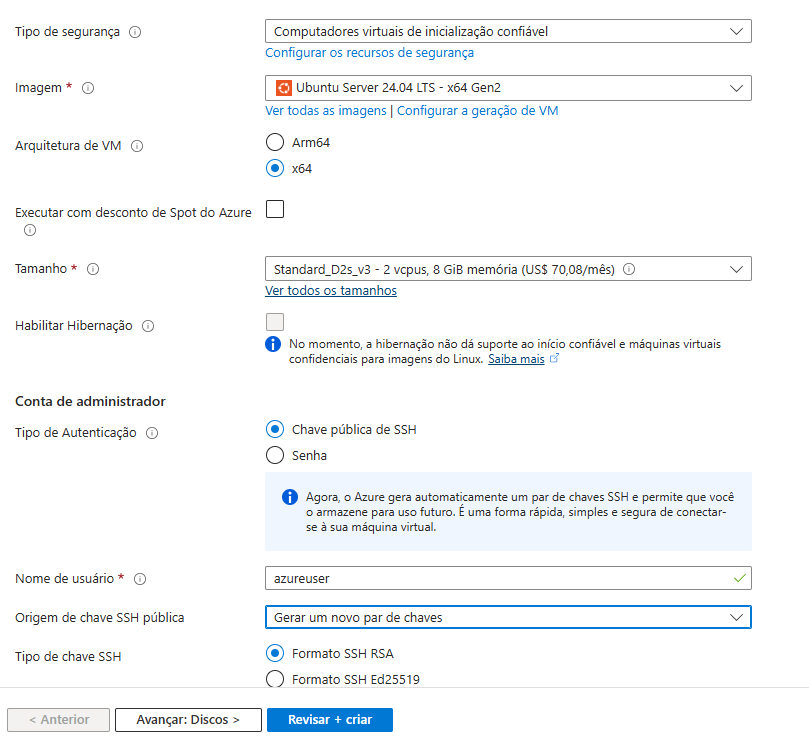 Tipo de segurança
Computadores virtuais de inicialização confiável
Configurar os recursos de segurança
Imagem *
Ubuntu Server 24.04 LTS - x64 Gen2
Ver todas as imagens | Configurar a geração de VM
Arquitetura de VM
Arm64
x64
Executar com desconto de Spot do Azure
Tamanho *
Standard_D2s_v3 - 2 vcpus, 8 GiB memória (US$ 70,08/mês)
Ver todos os tamanhos
Habilitar Hibernação
No momento, a hibernação não dá suporte ao início confiável e máquinas virtuais
confidenciais para imagens do Linux. Saiba mais
Conta de administrador
Tipo de Autenticação
Chave pública de SSH
Senha
Agora, o Azure gera automaticamente um par de chaves SSH e permite que você
o armazene para uso futuro. É uma forma rápida, simples e segura de conectar-
se à sua máquina virtual.
Nome de usuário *
azureuser
Origem de chave SSH pública
Gerar um novo par de chaves
Tipo de chave SSH
Formato SSH RSA
Formato SSH Ed25519
< Anterior
Avançar: Discos >
Revisar + criar